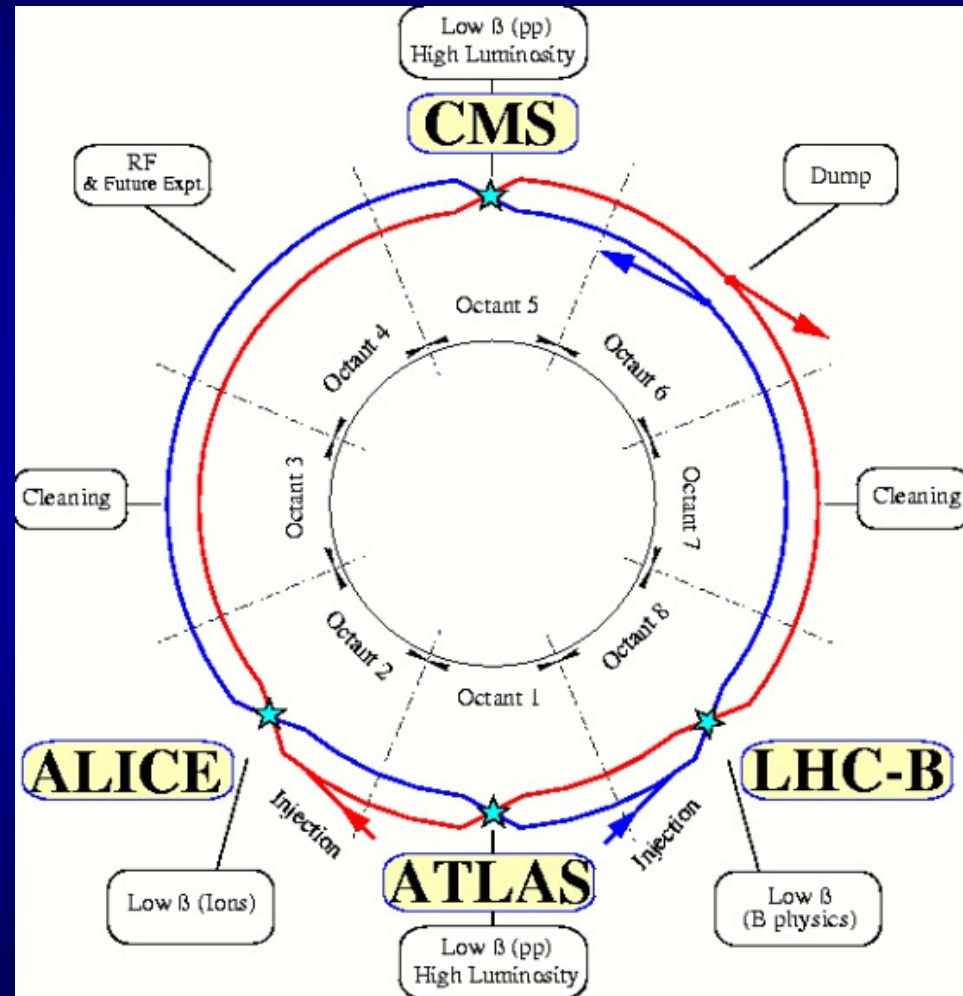 Low ß (pp)
High Luminosity
CMS
RF
& Future Expt.
Dump
Octant 5
Octant 4
Octant 6
Cleaning
Octant 3
Octant 7
Cleaning
Octant 2
Octant 8
Octant 1
ALICE
LHC-B
Injection
Injection
ATLAS
Low ß (Ions)
Low ß
(B physics)
Low ß (pp)
High Luminosity